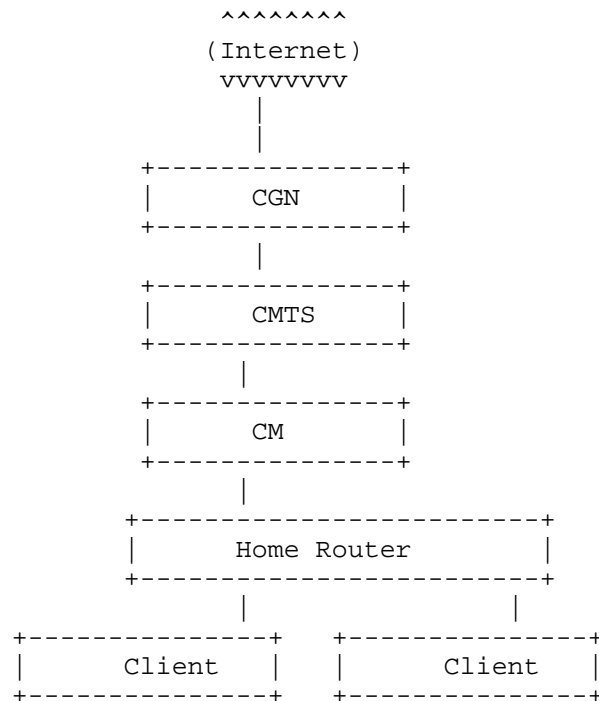 ^^^^^^^^
(Internet)
vvvvvvvv
|
|
+---------------+
| CGN |
+---------------+
|
+---------------+
| CMTS |
+---------------+
|
+---------------+
| CM |
+---------------+
|
+-------------------------+
| Home Router |
+-------------------------+
| |
+---------------+ +---------------+
| Client | | Client |
+---------------+ +---------------+